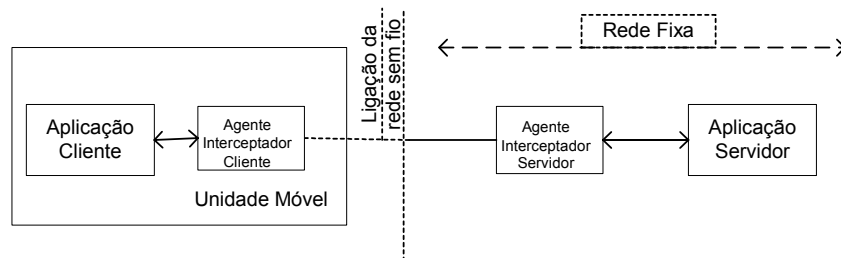 Rede Fixa
Ligação da
rede sem fio
Aplicação
Cliente
Agente
Interceptador
Cliente
Unidade Móvel
Agente
Interceptador
Servidor
Aplicação
Servidor